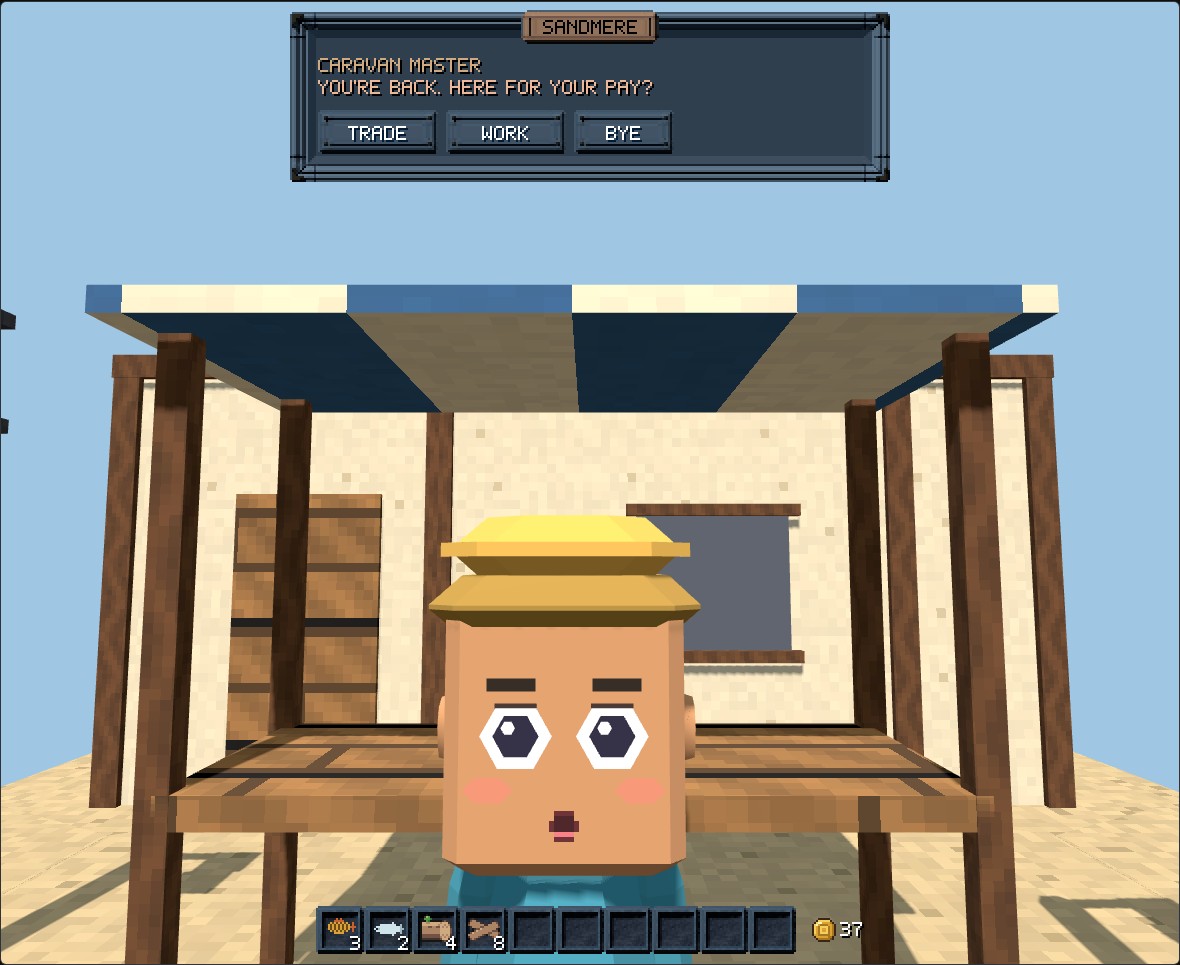 SANDMERE
CARAVAN MASTER
YOU'RE BACK. HERE FOR YOUR PAY?
TRADE WORK BYE
3 2 4 8 37